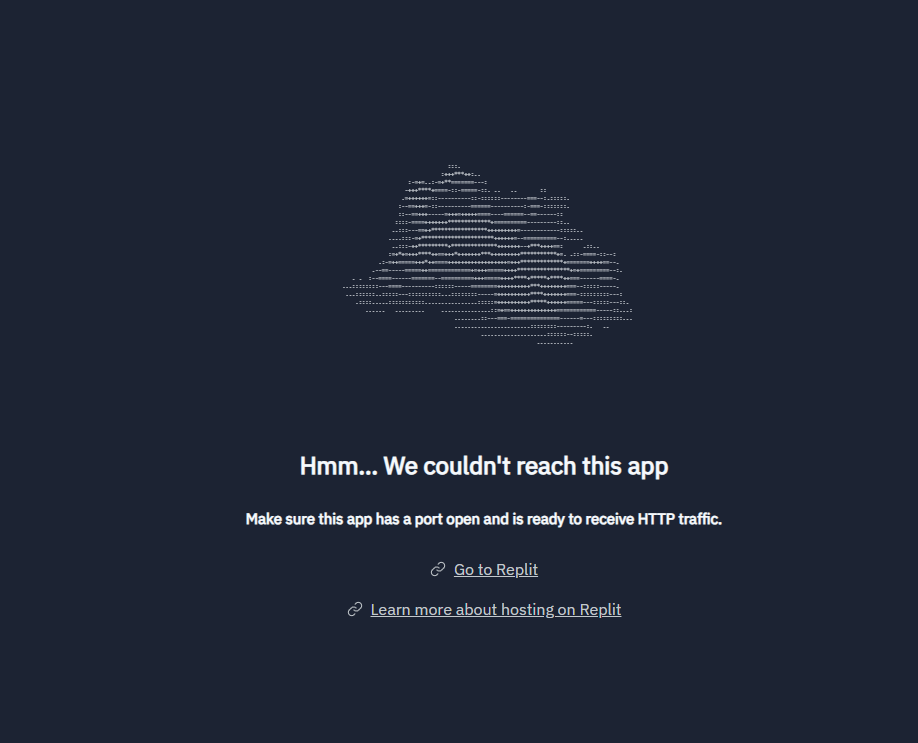 Hmm... We couldn't reach this app
Make sure this app has a port open and is ready to receive HTTP traffic.
Go to Replit
Learn more about hosting on Replit